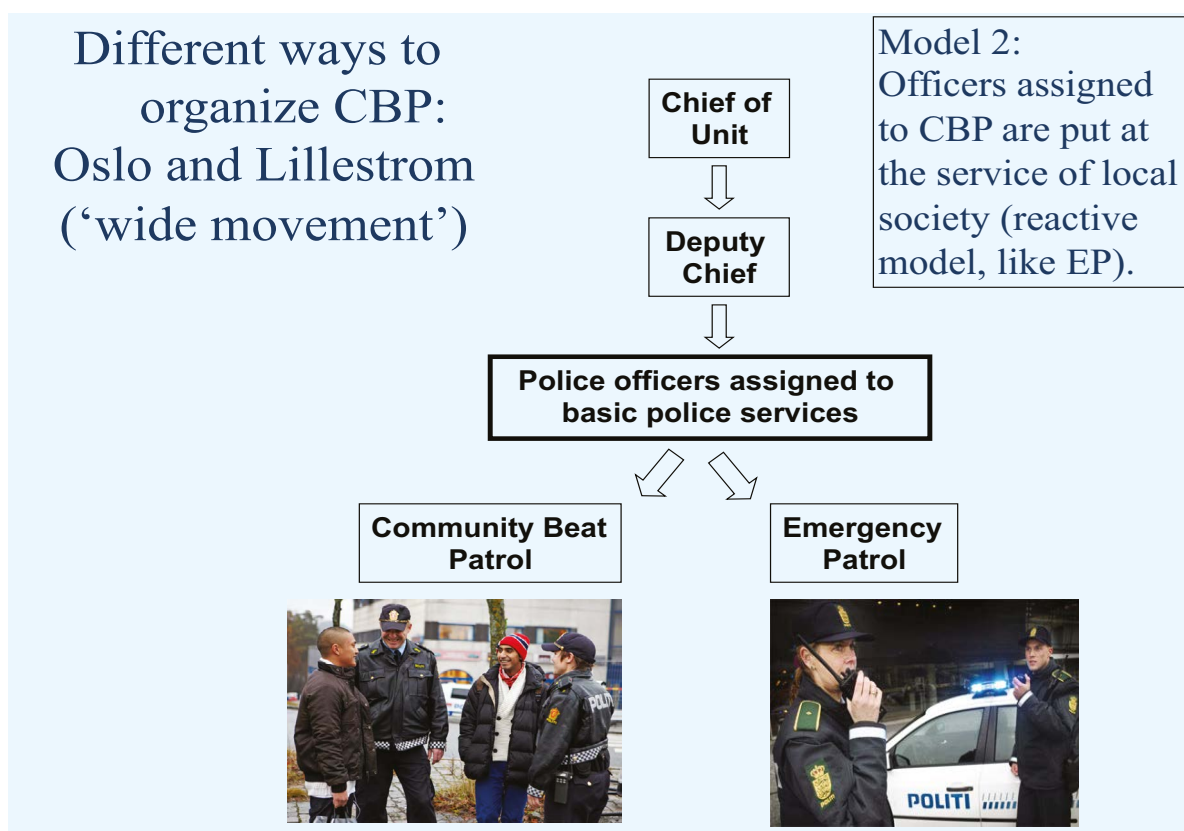 Different ways to
organize CBP:
Oslo and Lillestrom
(‘wide movement’)
Model 2:
Officers assigned
to CBP are put at
the service of local
society (reactive
model, like EP).
Chief of
Unit
Deputy
Chief
Police officers assigned to
basic police services
Community Beat
Patrol
Emergency
Patrol
POLITI
POLITI